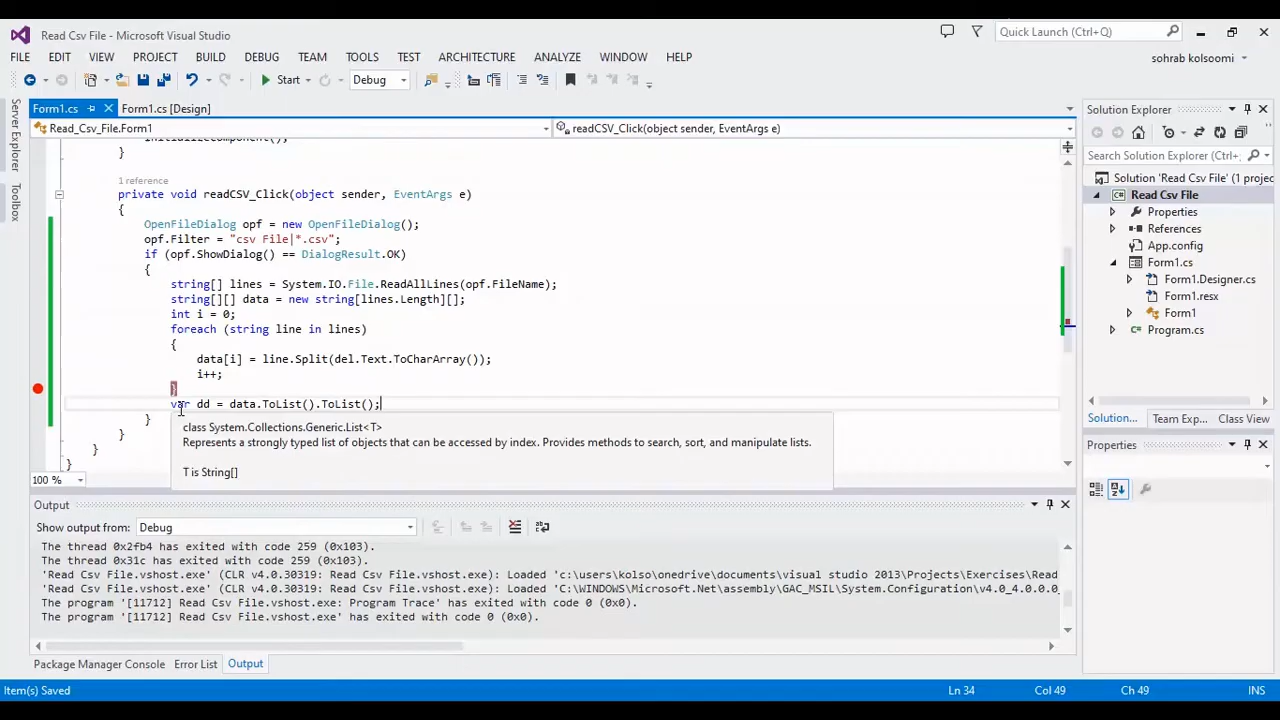 Read Csv File - Microsoft Visual Studio
Quick Launch (Ctrl+Q)
FILE EDIT VIEW PROJECT BUILD DEBUG TEAM TOOLS TEST ARCHITECTURE ANALYZE WINDOW HELP
sohrab kolsoomi
Start Debug
Server Explorer
Toolbox
Form1.cs Form1.cs [Design]
Read_Csv_File.Form1
readCSV_Click(object sender, EventArgs e)
InitializeComponent();
}
1 reference
private void readCSV_Click(object sender, EventArgs e)
{
OpenFileDialog opf = new OpenFileDialog();
opf.Filter = "csv File|*.csv";
if (opf.ShowDialog() == DialogResult.OK)
{
string[] lines = System.IO.File.ReadAllLines(opf.FileName);
string[][] data = new string[lines.Length][];
int i = 0;
foreach (string line in lines)
{
data[i] = line.Split(del.Text.ToCharArray());
i++;
}
var dd = data.ToList().ToList();
}
}
}
}
class System.Collections.Generic.List<T>
Represents a strongly typed list of objects that can be accessed by index. Provides methods to search, sort, and manipulate lists.
T is String[]
100 %
Output
Show output from: Debug
The thread 0x2fb4 has exited with code 259 (0x103).
The thread 0x31c has exited with code 259 (0x103).
'Read Csv File.vshost.exe' (CLR v4.0.30319: Read Csv File.vshost.exe): Loaded 'c:\users\kolso\onedrive\documents\visual studio 2013\Projects\Exercises\Read
'Read Csv File.vshost.exe' (CLR v4.0.30319: Read Csv File.vshost.exe): Loaded 'C:\WINDOWS\Microsoft.Net\assembly\GAC_MSIL\System.Configuration\v4.0_4.0.0.0_
The program '[11712] Read Csv File.vshost.exe: Program Trace' has exited with code 0 (0x0).
The program '[11712] Read Csv File.vshost.exe' has exited with code 0 (0x0).
Package Manager Console Error List Output
Solution Explorer
Search Solution Explorer (Ctrl+
Solution 'Read Csv File' (1 projec
Read Csv File
Properties
References
App.config
Form1.cs
Form1.Designer.cs
Form1.resx
Form1
Program.cs
Solution... Team Exp... Class View
Properties
Item(s) Saved
Ln 34 Col 49 Ch 49 INS